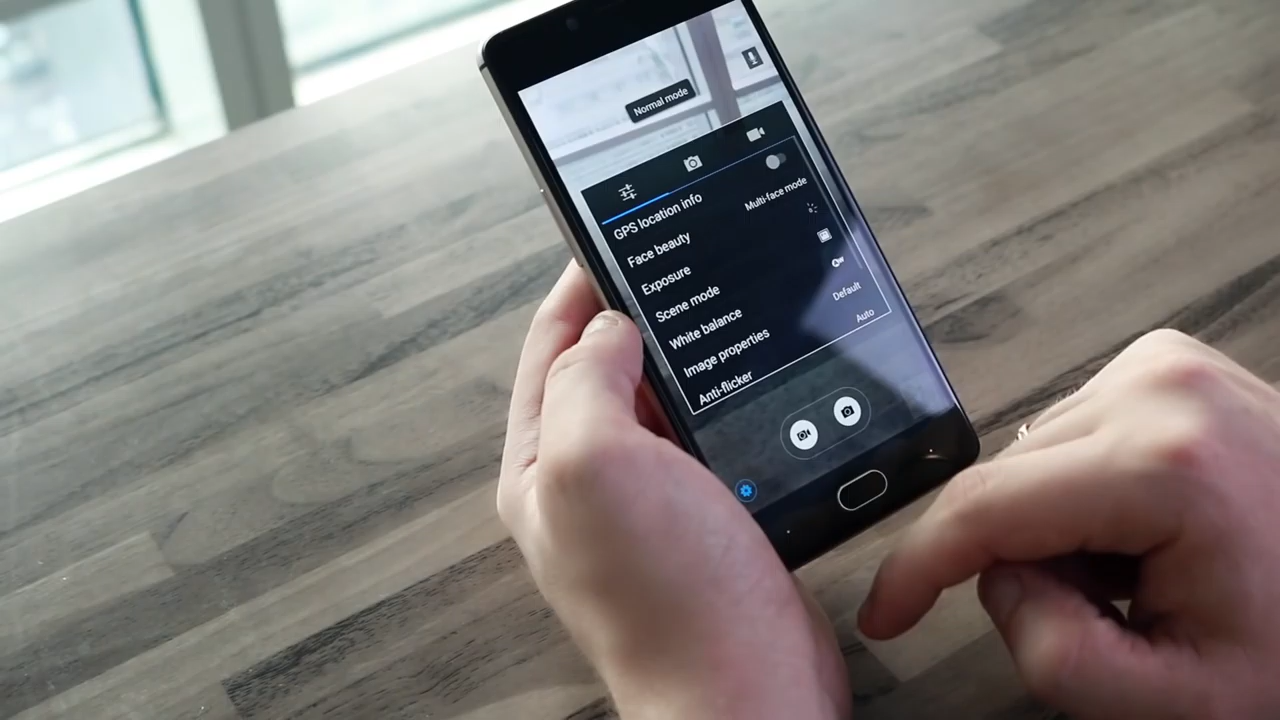 Normal mode
GPS location info
Face beauty Multi-face mode
Exposure
Scene mode
White balance
Image properties Default
Anti-flicker Auto